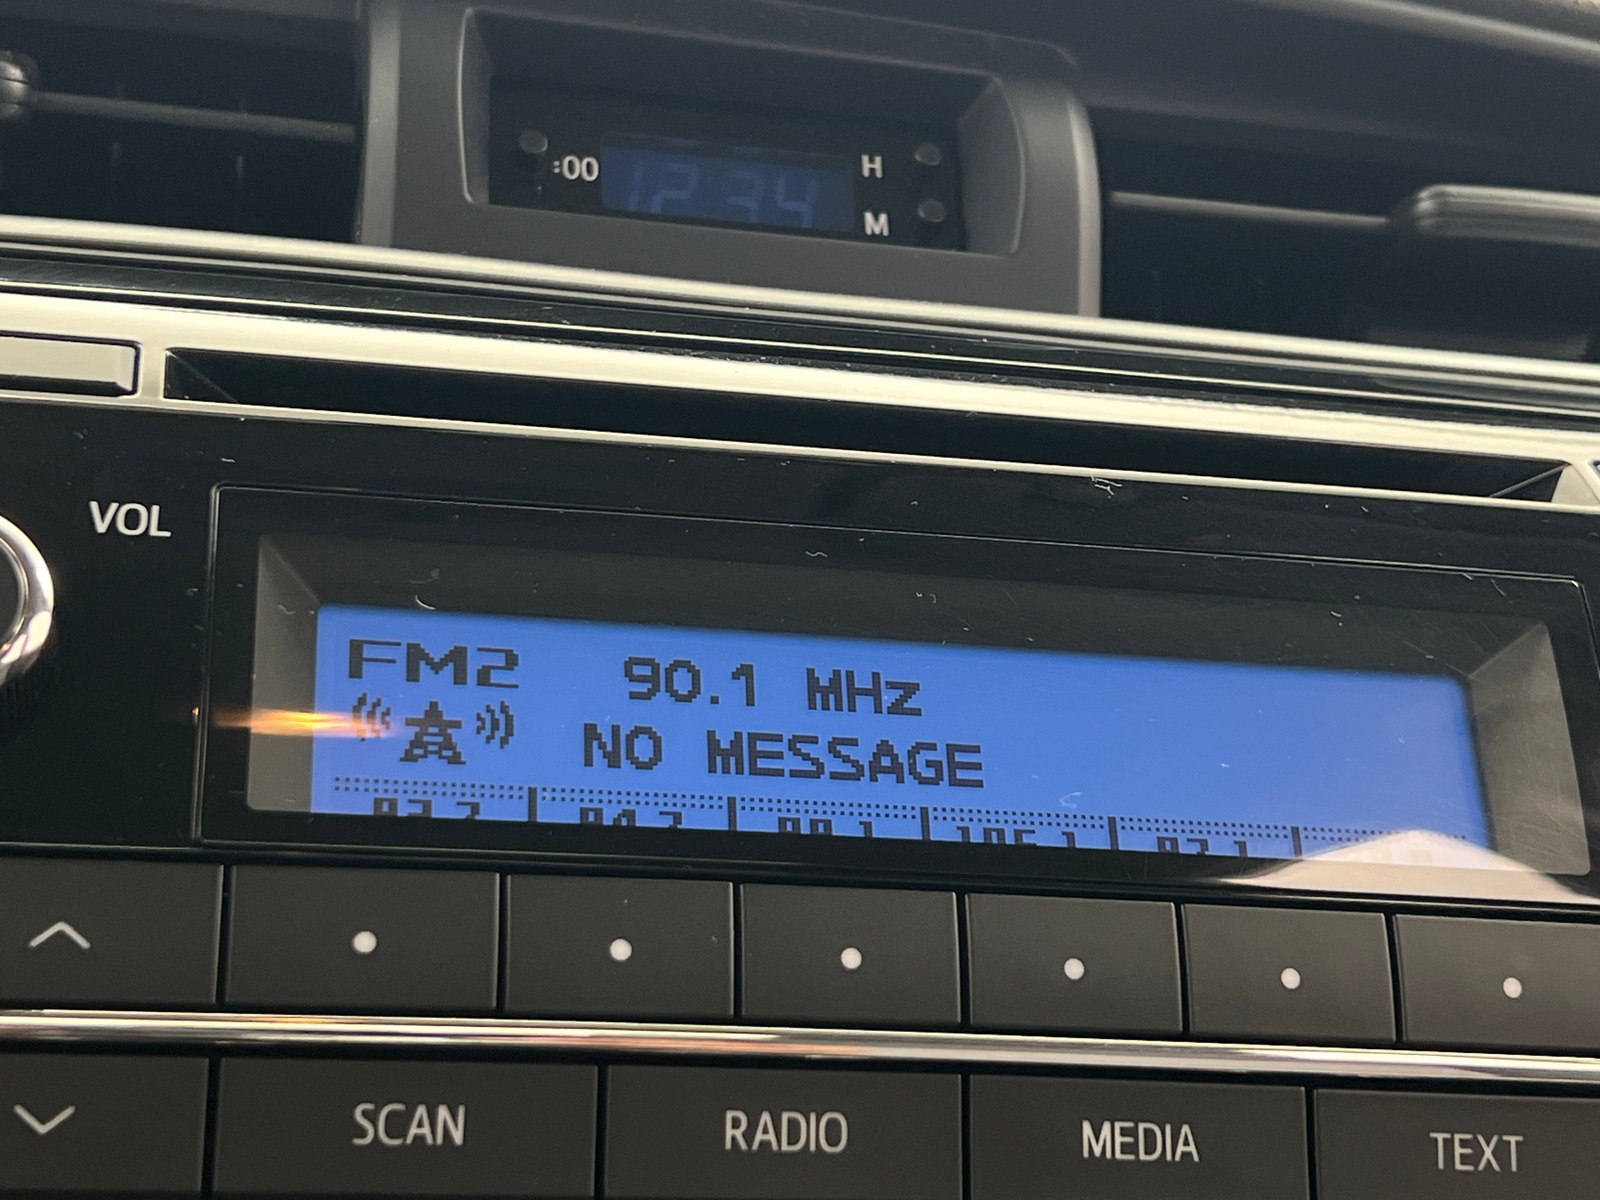 :00 12:34 H
M
VOL
FM2 90.1 MHz
NO MESSAGE
SCAN RADIO MEDIA TEXT